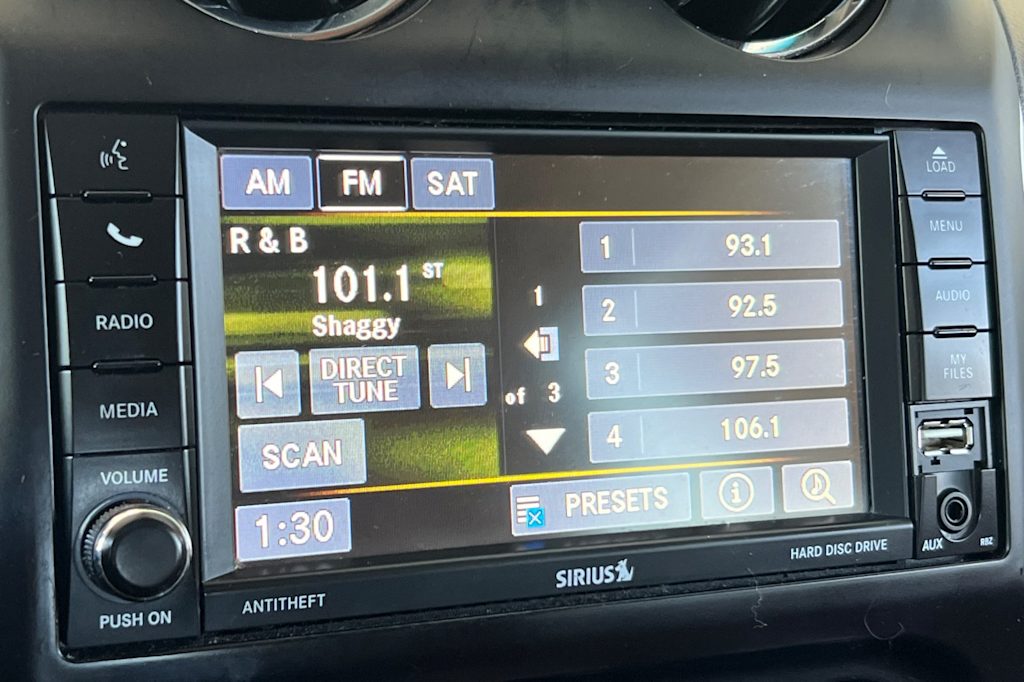 RADIO
MEDIA
VOLUME
PUSH ON
AM FM SAT
R & B
101.1 ST
Shaggy
DIRECT
TUNE
SCAN
1:30
1
of 3
1 93.1
2 92.5
3 97.5
4 106.1
PRESETS
i
ANTITHEFT
SIRIUS
HARD DISC DRIVE
LOAD
MENU
AUDIO
MY
FILES
AUX
RBZ